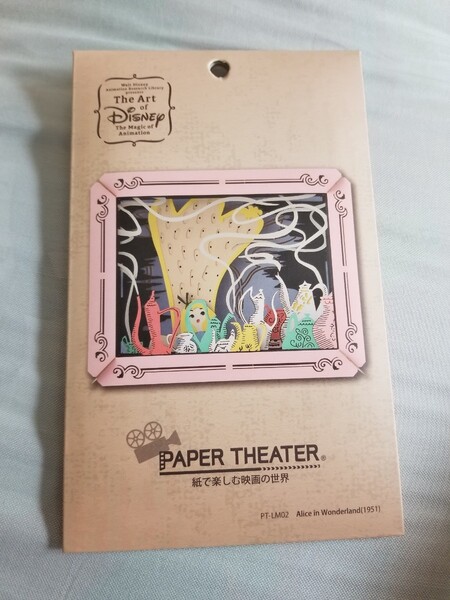 Walt Disney
Animation Research Library
presents
The Art
of
Disney
The Magic of
Animation
PAPER THEATER®
紙で楽しむ映画の世界
PT-LM02 Alice in Wonderland(1951)